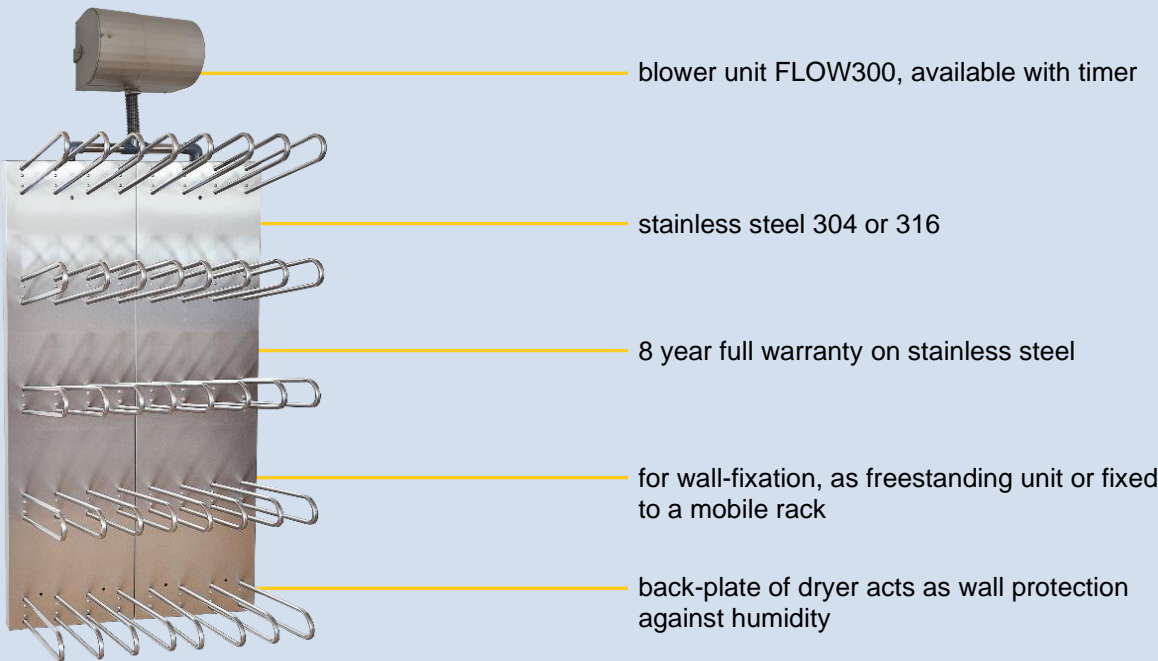 blower unit FLOW300, available with timer
stainless steel 304 or 316
8 year full warranty on stainless steel
for wall-fixation, as freestanding unit or fixed
to a mobile rack
back-plate of dryer acts as wall protection
against humidity